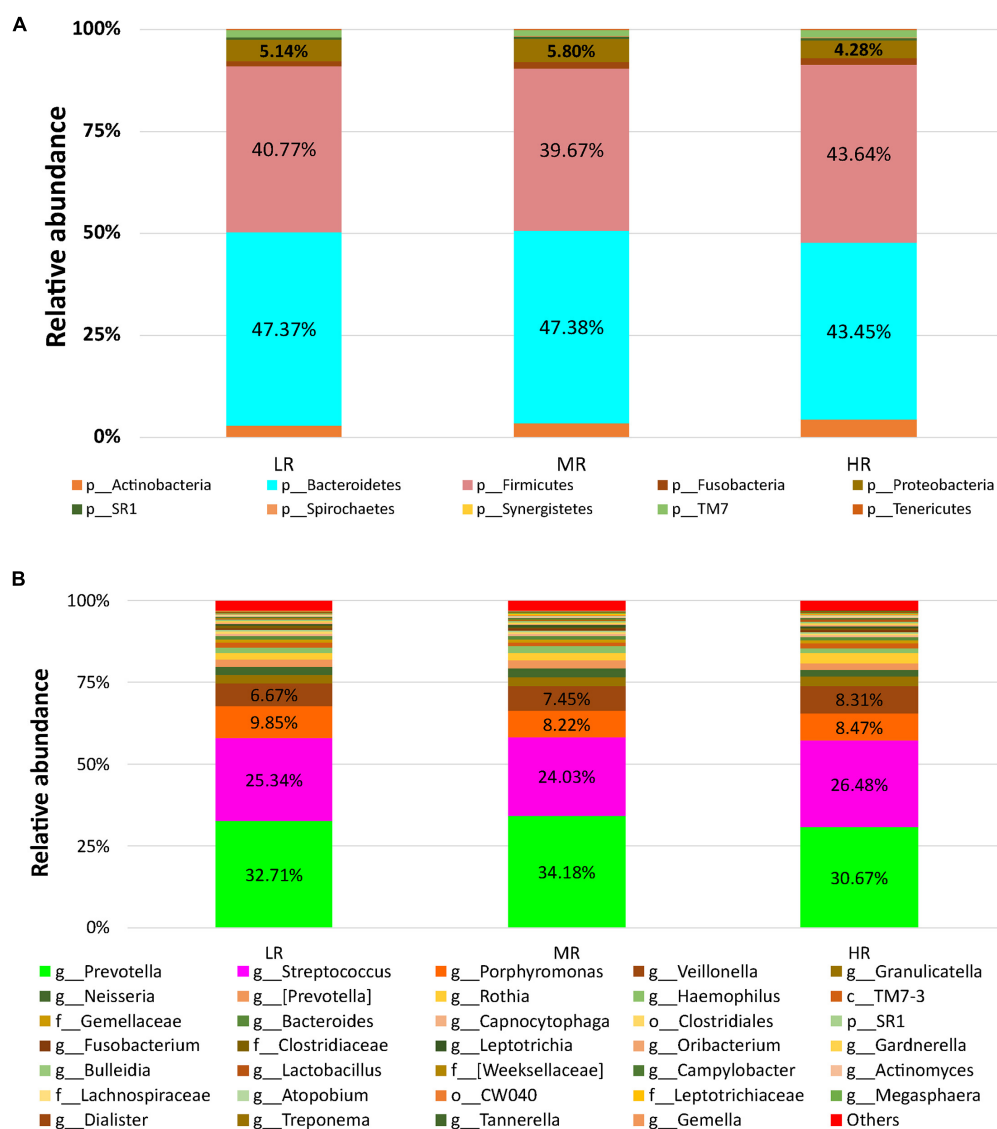 A
Relative abundance
100%
75%
50%
25%
0%
5.14%
5.80%
4.28%
40.77%
39.67%
43.64%
47.37%
47.38%
43.45%
LR
MR
HR
p__Actinobacteria
p__Bacteroidetes
p__Firmicutes
p__Fusobacteria
p__Proteobacteria
p__SR1
p__Spirochaetes
p__Synergistetes
p__TM7
p__Tenericutes
B
Relative abundance
100%
75%
50%
25%
0%
6.67%
7.45%
8.31%
9.85%
8.22%
8.47%
25.34%
24.03%
26.48%
32.71%
34.18%
30.67%
LR
MR
HR
g__Prevotella
g__Streptococcus
g__Porphyromonas
g__Veillonella
g__Granulicatella
g__Neisseria
g__[Prevotella]
g__Rothia
g__Haemophilus
c__TM7-3
f__Gemellaceae
g__Bacteroides
g__Capnocytophaga
o__Clostridiales
p__SR1
g__Fusobacterium
f__Clostridiaceae
g__Leptotrichia
g__Oribacterium
g__Gardnerella
g__Bulleidia
g__Lactobacillus
f__[Weeksellaceae]
g__Campylobacter
g__Actinomyces
f__Lachnospiraceae
g__Atopobium
o__CW040
f__Leptotrichiaceae
g__Megasphaera
g__Dialister
g__Treponema
g__Tannerella
g__Gemella
Others